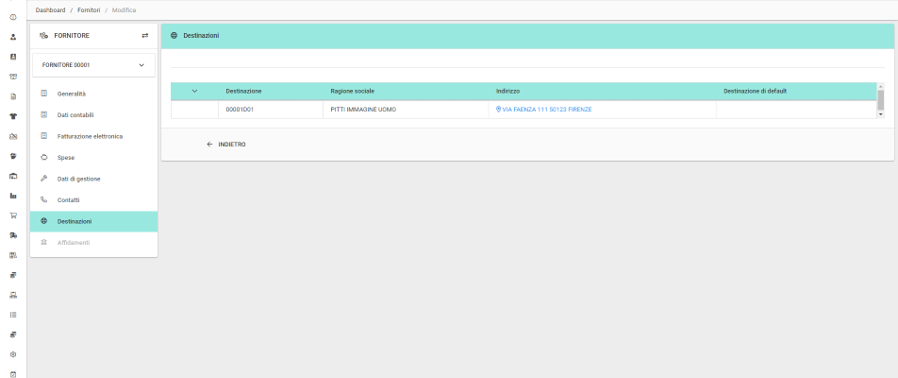 Dashboard / Fornitori / Modifica
FORNITORE
FORNITORE 00001
Generalità
Dati contabili
Fatturazione elettronica
Spese
Dati di gestione
Contatti
Destinazioni
Affidamenti
Destinazioni
Destinazione Ragione sociale Indirizzo Destinazione di default
00001D01 PITTI IMMAGINE UOMO VIA FAENZA 111 50123 FIRENZE
INDIETRO